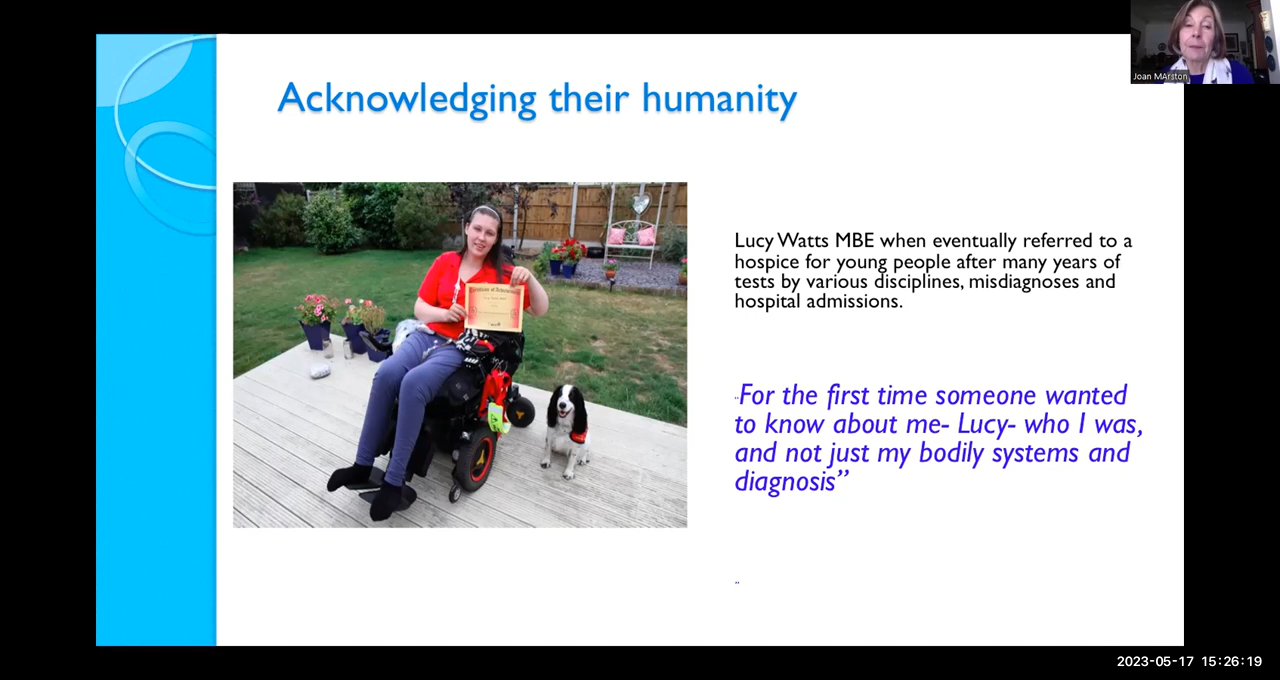 Joan MArston
Acknowledging their humanity
Lucy Watts MBE when eventually referred to a
hospice for young people after many years of
tests by various disciplines, misdiagnoses and
hospital admissions.
“For the first time someone wanted
to know about me- Lucy- who I was,
and not just my bodily systems and
diagnosis”
”
2023-05-17 15:26:19